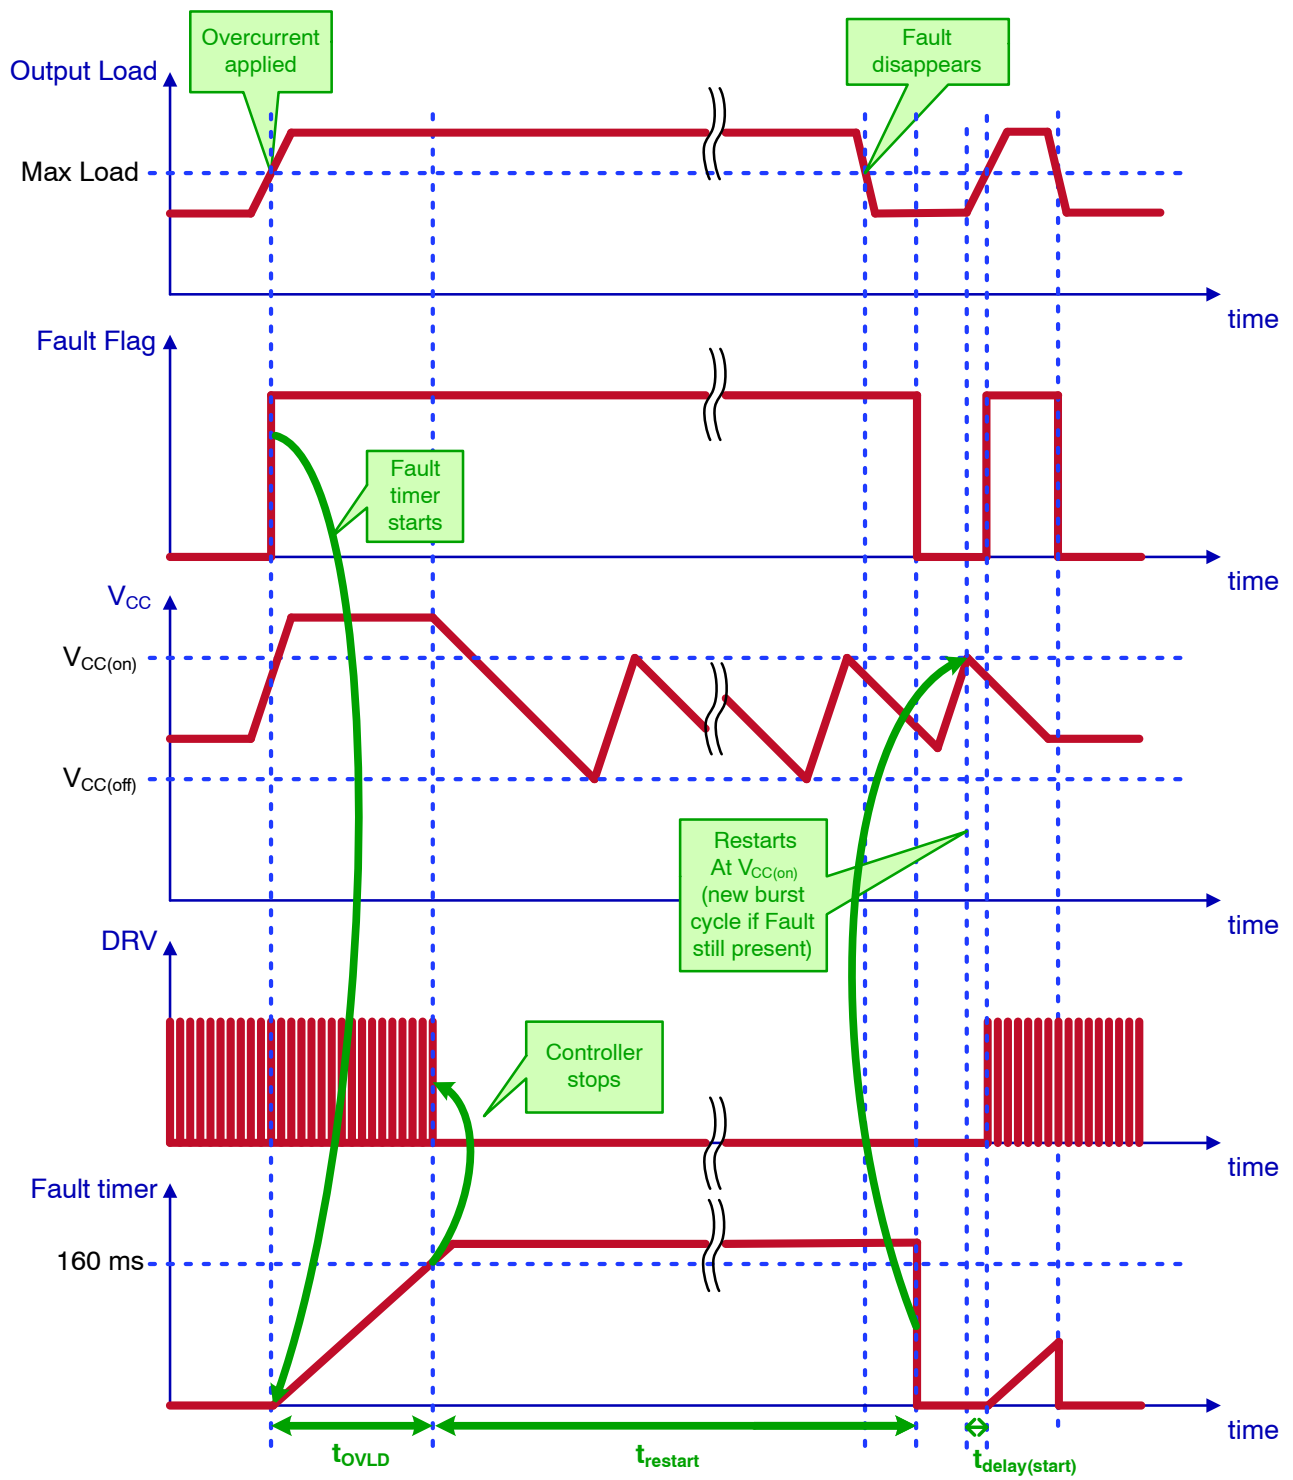 Overcurrent
applied
Fault
disappears
Output Load
Max Load
time
Fault Flag
Fault
timer
starts
time
VCC
VCC(on)
VCC(off)
Restarts
At VCC(on)
(new burst
cycle if Fault
still present)
time
DRV
Controller
stops
time
Fault timer
160 ms
time
tOVLD
trestart
tdelay(start)